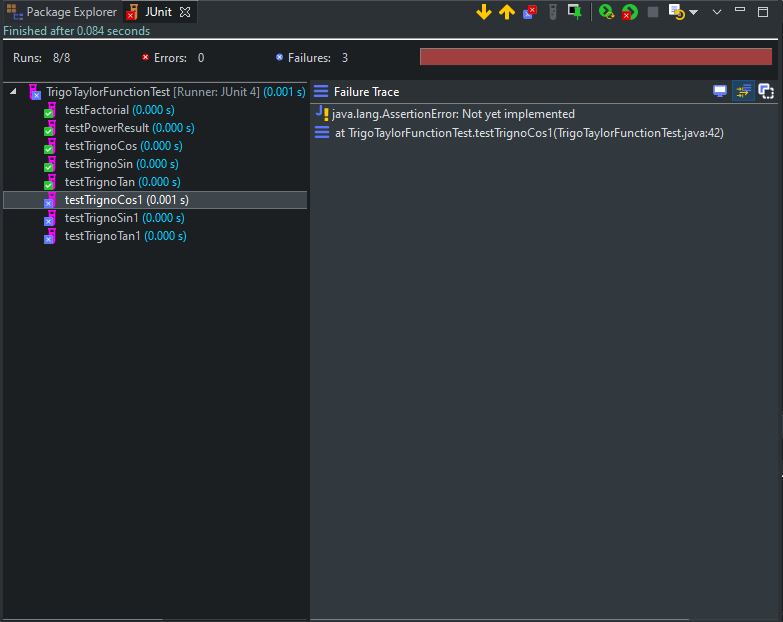 Package Explorer JUnit
Finished after 0.084 seconds
Runs: 8/8 Errors: 0 Failures: 3
TrigoTaylorFunctionTest [Runner: JUnit 4] (0.001 s)
testFactorial (0.000 s)
testPowerResult (0.000 s)
testTrignoCos (0.000 s)
testTrignoSin (0.000 s)
testTrignoTan (0.000 s)
testTrignoCos1 (0.001 s)
testTrignoSin1 (0.000 s)
testTrignoTan1 (0.000 s)
Failure Trace
java.lang.AssertionError: Not yet implemented
at TrigoTaylorFunctionTest.testTrignoCos1(TrigoTaylorFunctionTest.java:42)